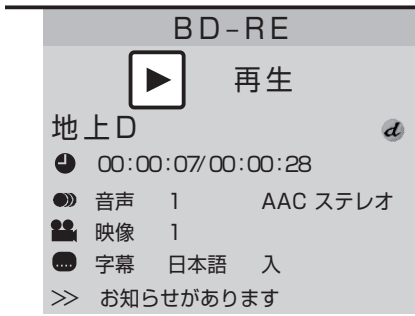 BD-RE
再生
地上D d
00:00:07/00:00:28
音声 1 AAC ステレオ
映像 1
字幕 日本語 入
>> お知らせがあります